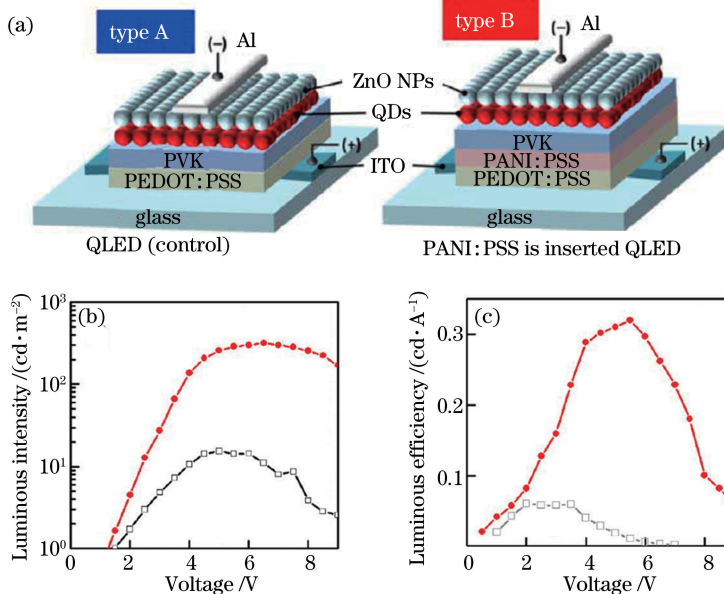 (a)
type A
(−) Al
type B
(−) Al
ZnO NPs
QDs
PVK
PEDOT:PSS
(+)
ITO
glass
PVK
PANI:PSS
PEDOT:PSS
(+)
glass
QLED (control)
PANI:PSS is inserted QLED
(b)
Luminous intensity /(cd·m⁻²)
10³
10²
10¹
10⁰
0 2 4 6 8
Voltage /V
(c)
Luminous efficiency /(cd·A⁻¹)
0.3
0.2
0.1
0 2 4 6 8
Voltage /V